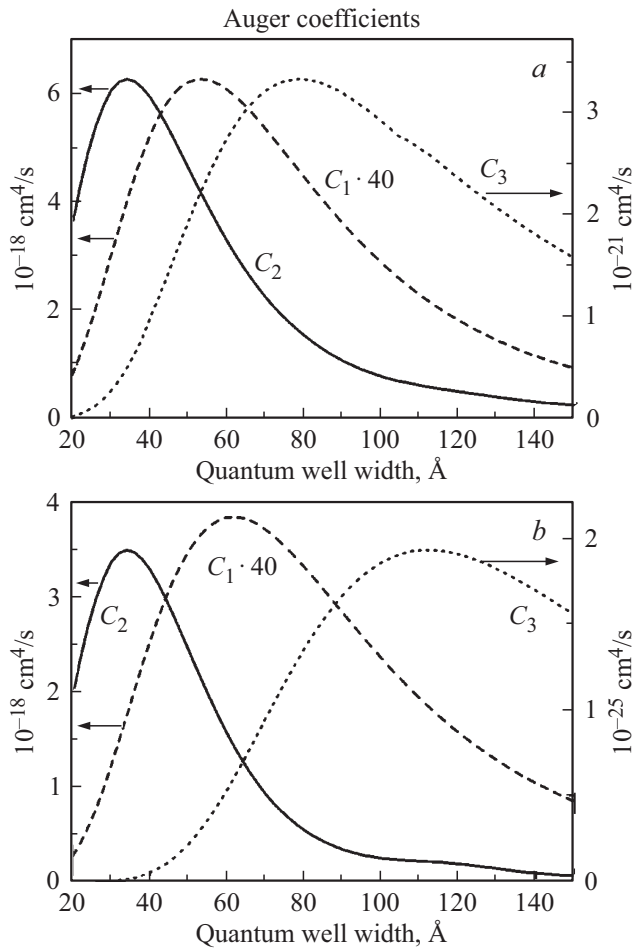 Auger coefficients
a
6
4
2
0
10⁻¹⁸ cm⁴/s
C₃
C₁ · 40
C₂
3
2
1
0
10⁻²¹ cm⁴/s
20 40 60 80 100 120 140
Quantum well width, Å
b
4
3
2
1
0
10⁻¹⁸ cm⁴/s
C₁ · 40
C₂
C₃
2
1
0
10⁻²⁵ cm⁴/s
20 40 60 80 100 120 140
Quantum well width, Å